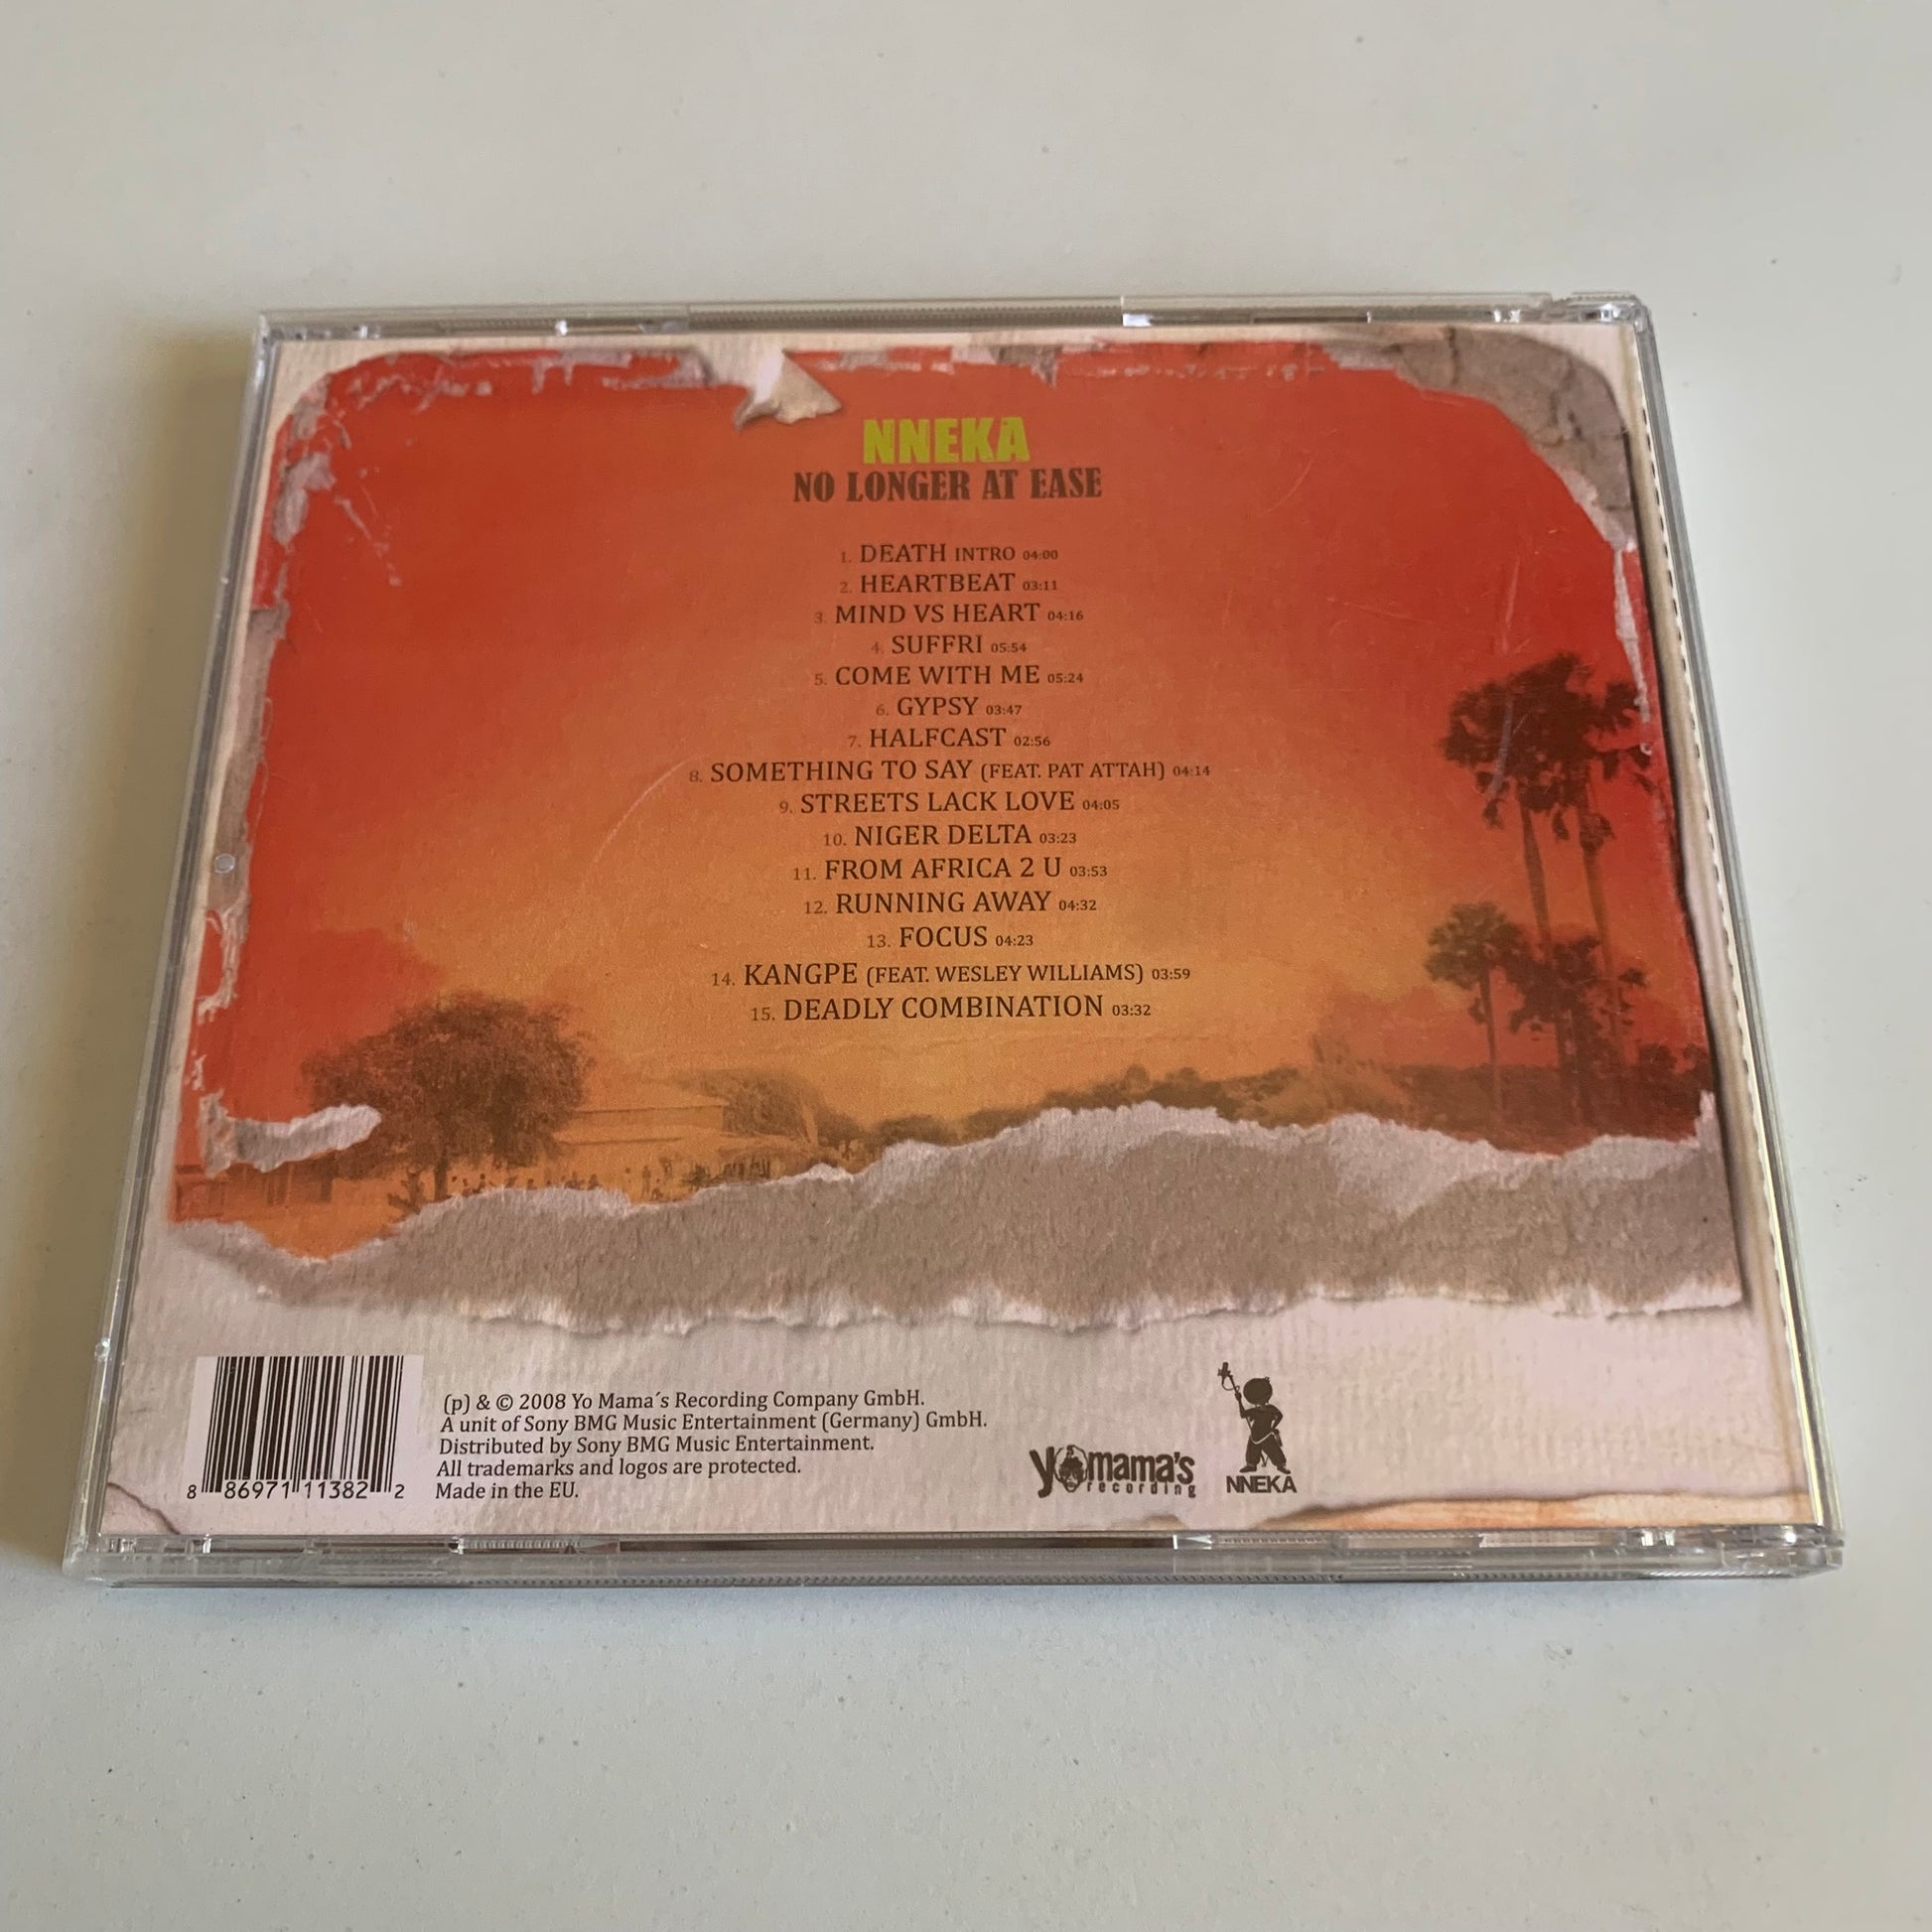 NNEKA
NO LONGER AT EASE
1. DEATH INTRO 04:00
2. HEARTBEAT 03:11
3. MIND VS HEART 04:16
4. SUFFRI 05:54
5. COME WITH ME 05:24
6. GYPSY 03:47
7. HALFCAST 02:56
8. SOMETHING TO SAY (FEAT. PAT ATTAH) 04:14
9. STREETS LACK LOVE 04:05
10. NIGER DELTA 03:23
11. FROM AFRICA 2 U 03:53
12. RUNNING AWAY 04:32
13. FOCUS 04:23
14. KANGPE (FEAT. WESLEY WILLIAMS) 03:59
15. DEADLY COMBINATION 03:32
(p) & © 2008 Yo Mama´s Recording Company GmbH.
A unit of Sony BMG Music Entertainment (Germany) GmbH.
Distributed by Sony BMG Music Entertainment.
All trademarks and logos are protected.
Made in the EU.
8 86971 11382 2
yo mama's
recording
NNEKA